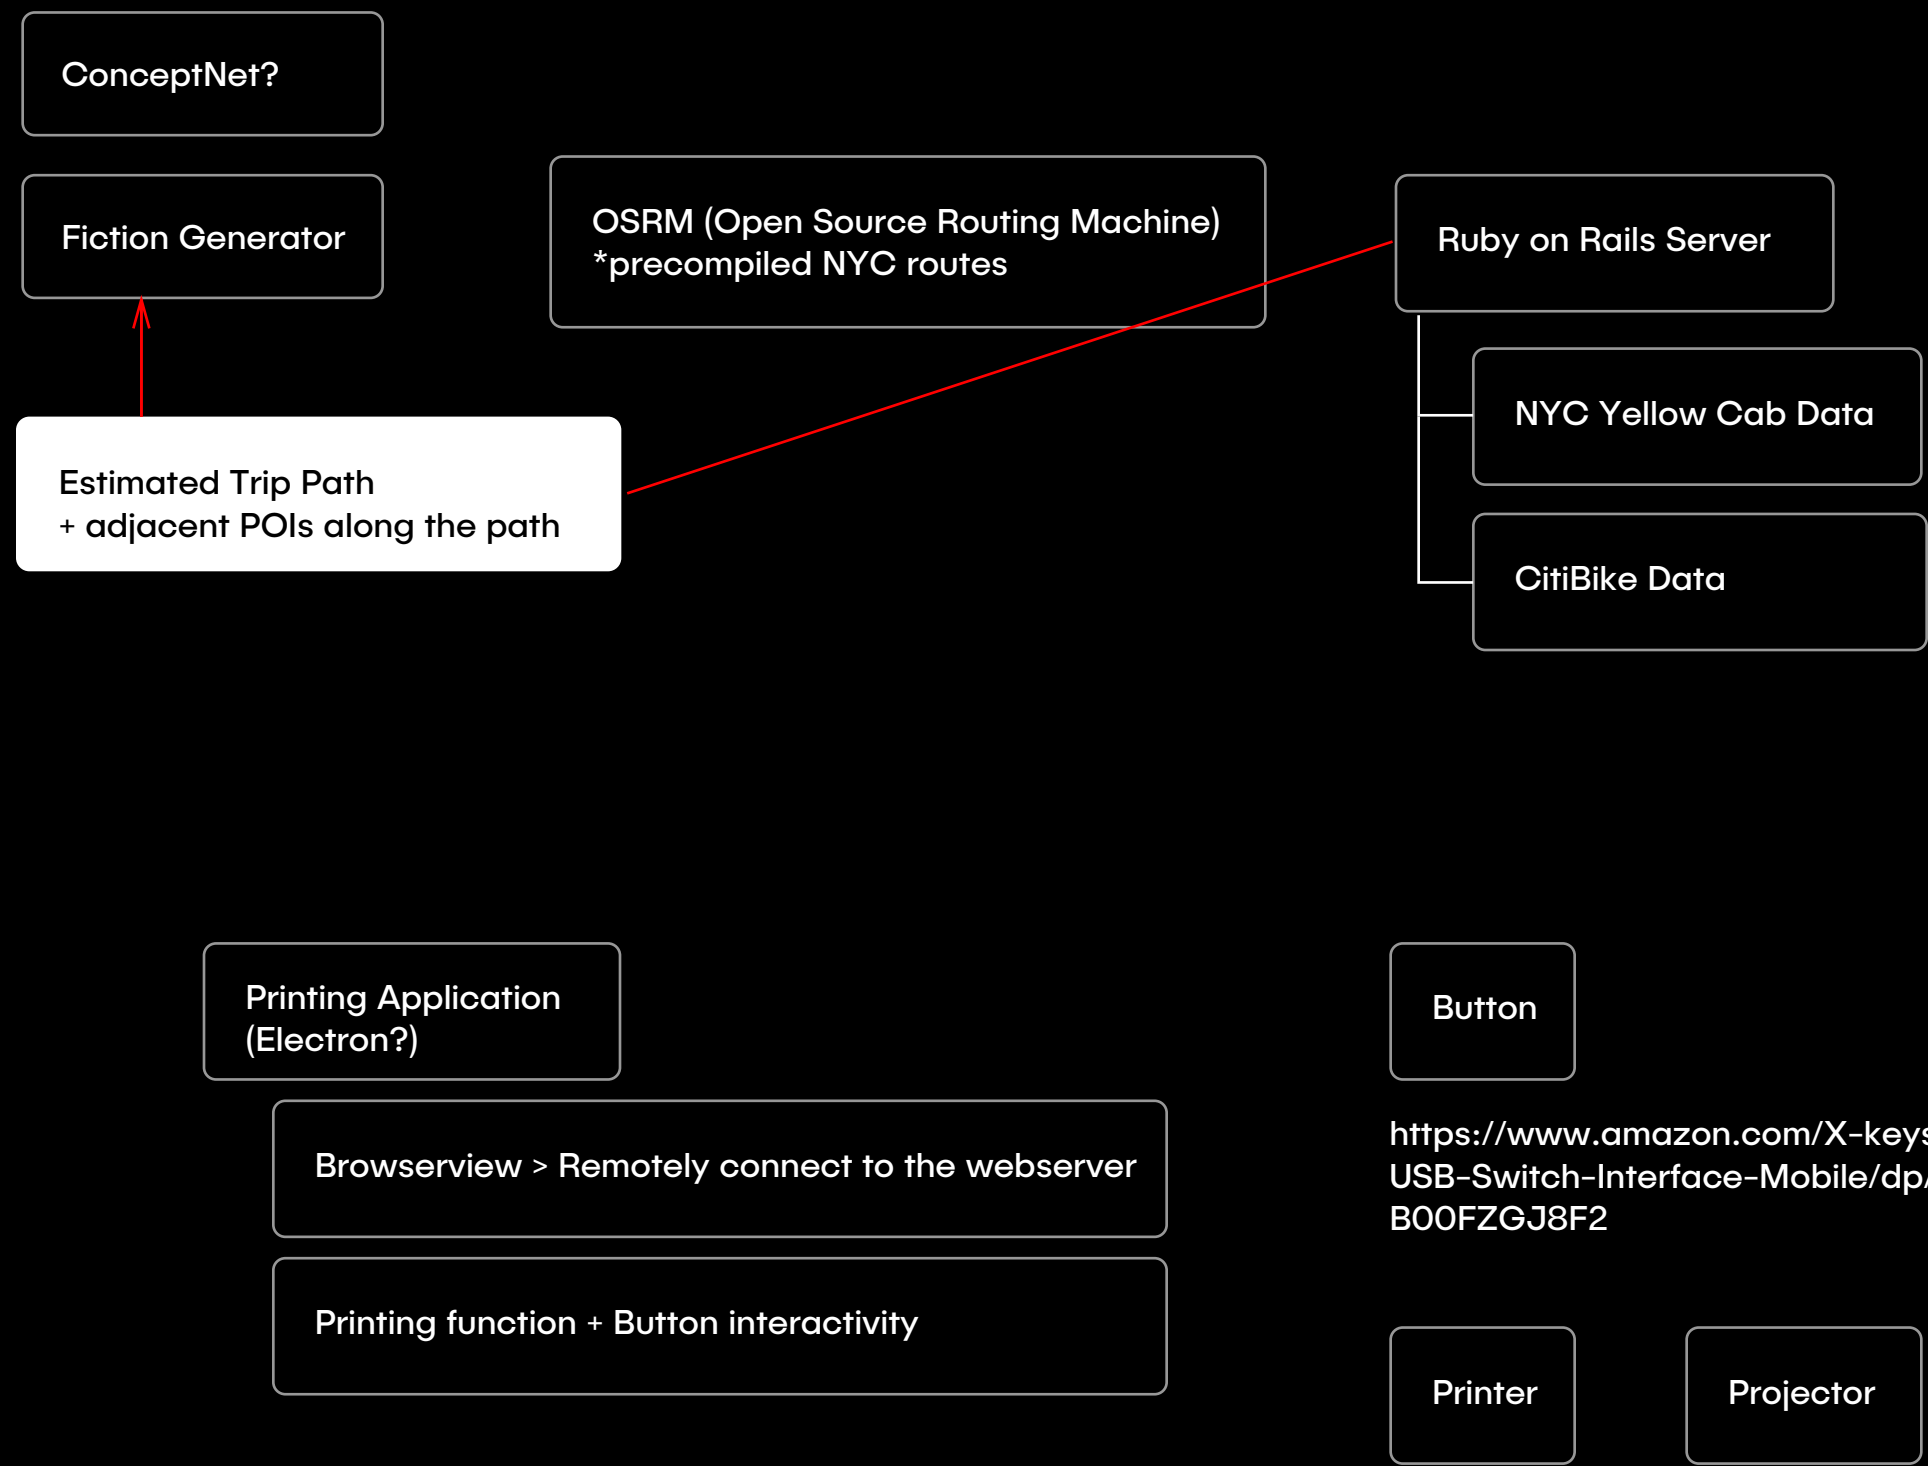 ConceptNet?
Fiction Generator
OSRM (Open Source Routing Machine)
*precompiled NYC routes
Ruby on Rails Server
NYC Yellow Cab Data
CitiBike Data
Estimated Trip Path
+ adjacent POIs along the path
Printing Application
(Electron?)
Browserview > Remotely connect to the webserver
Printing function + Button interactivity
Button
https://www.amazon.com/X-keys
USB-Switch-Interface-Mobile/dp/
B00FZGJ8F2
Printer
Projector